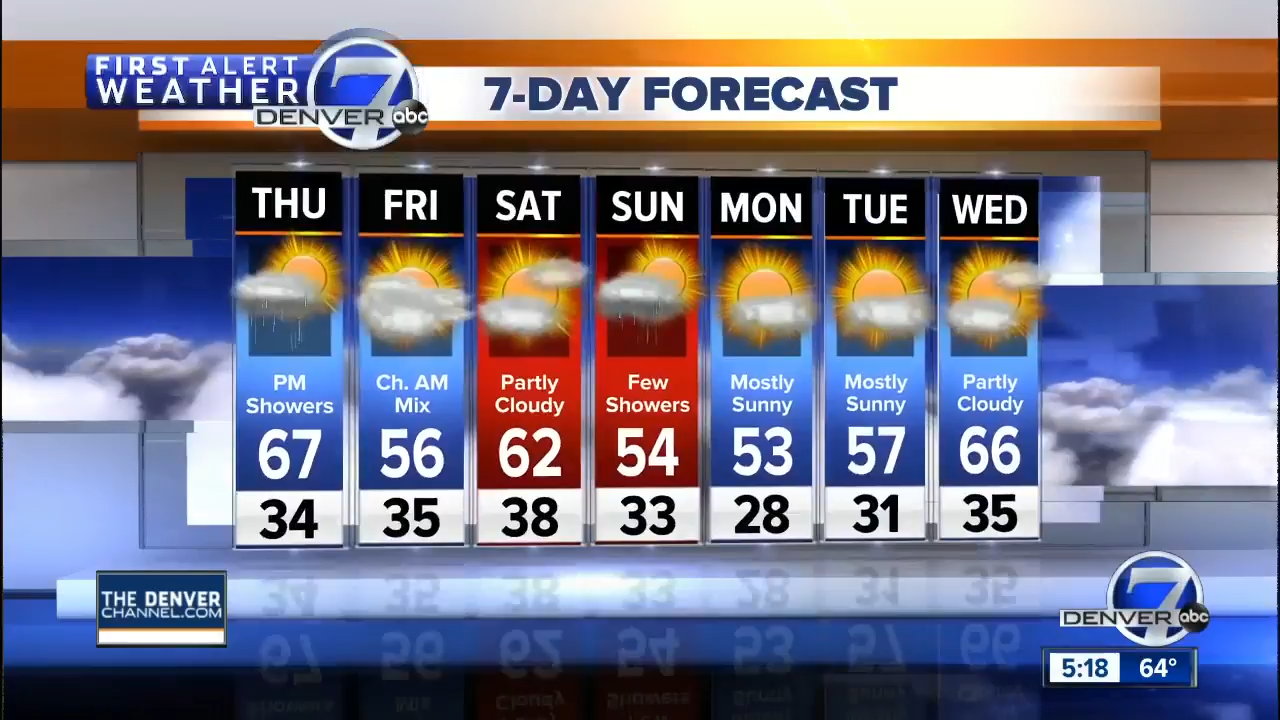 FIRST ALERT
WEATHER
7
DENVER abc
7-DAY FORECAST
THU FRI SAT SUN MON TUE WED
PM Ch. AM Partly Few Mostly Mostly Partly
Showers Mix Cloudy Showers Sunny Sunny Cloudy
67 56 62 54 53 57 66
34 35 38 33 28 31 35
THE DENVER
CHANNEL.COM
7
DENVER abc
5:18 64°